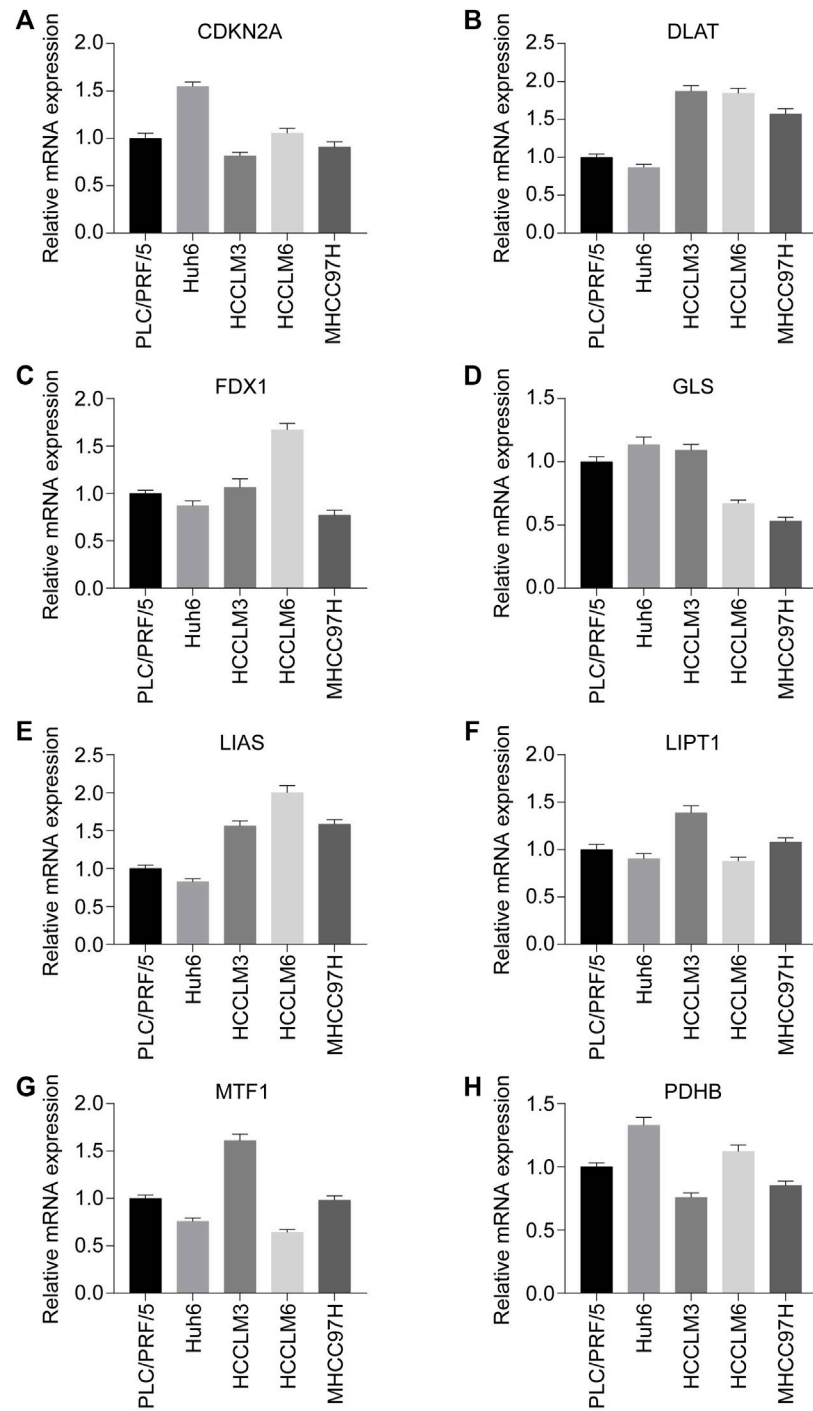 A
CDKN2A
Relative mRNA expression
2.0
1.5
1.0
0.5
0.0
PLC/PRF/5
Huh6
HCCLM3
HCCLM6
MHCC97H
B
DLAT
Relative mRNA expression
2.5
2.0
1.5
1.0
0.5
0.0
PLC/PRF/5
Huh6
HCCLM3
HCCLM6
MHCC97H
C
FDX1
Relative mRNA expression
2.0
1.5
1.0
0.5
0.0
PLC/PRF/5
Huh6
HCCLM3
HCCLM6
MHCC97H
D
GLS
Relative mRNA expression
1.5
1.0
0.5
0.0
PLC/PRF/5
Huh6
HCCLM3
HCCLM6
MHCC97H
E
LIAS
Relative mRNA expression
2.5
2.0
1.5
1.0
0.5
0.0
PLC/PRF/5
Huh6
HCCLM3
HCCLM6
MHCC97H
F
LIPT1
Relative mRNA expression
2.0
1.5
1.0
0.5
0.0
PLC/PRF/5
Huh6
HCCLM3
HCCLM6
MHCC97H
G
MTF1
Relative mRNA expression
2.0
1.5
1.0
0.5
0.0
PLC/PRF/5
Huh6
HCCLM3
HCCLM6
MHCC97H
H
PDHB
Relative mRNA expression
1.5
1.0
0.5
0.0
PLC/PRF/5
Huh6
HCCLM3
HCCLM6
MHCC97H